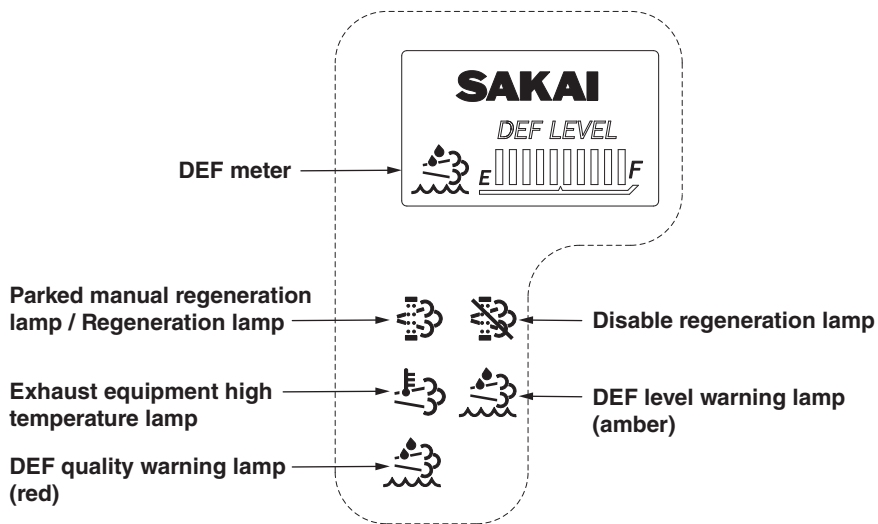 SAKAI
DEF LEVEL
E F
DEF meter
Parked manual regeneration
lamp / Regeneration lamp
Disable regeneration lamp
Exhaust equipment high
temperature lamp
DEF level warning lamp
(amber)
DEF quality warning lamp
(red)